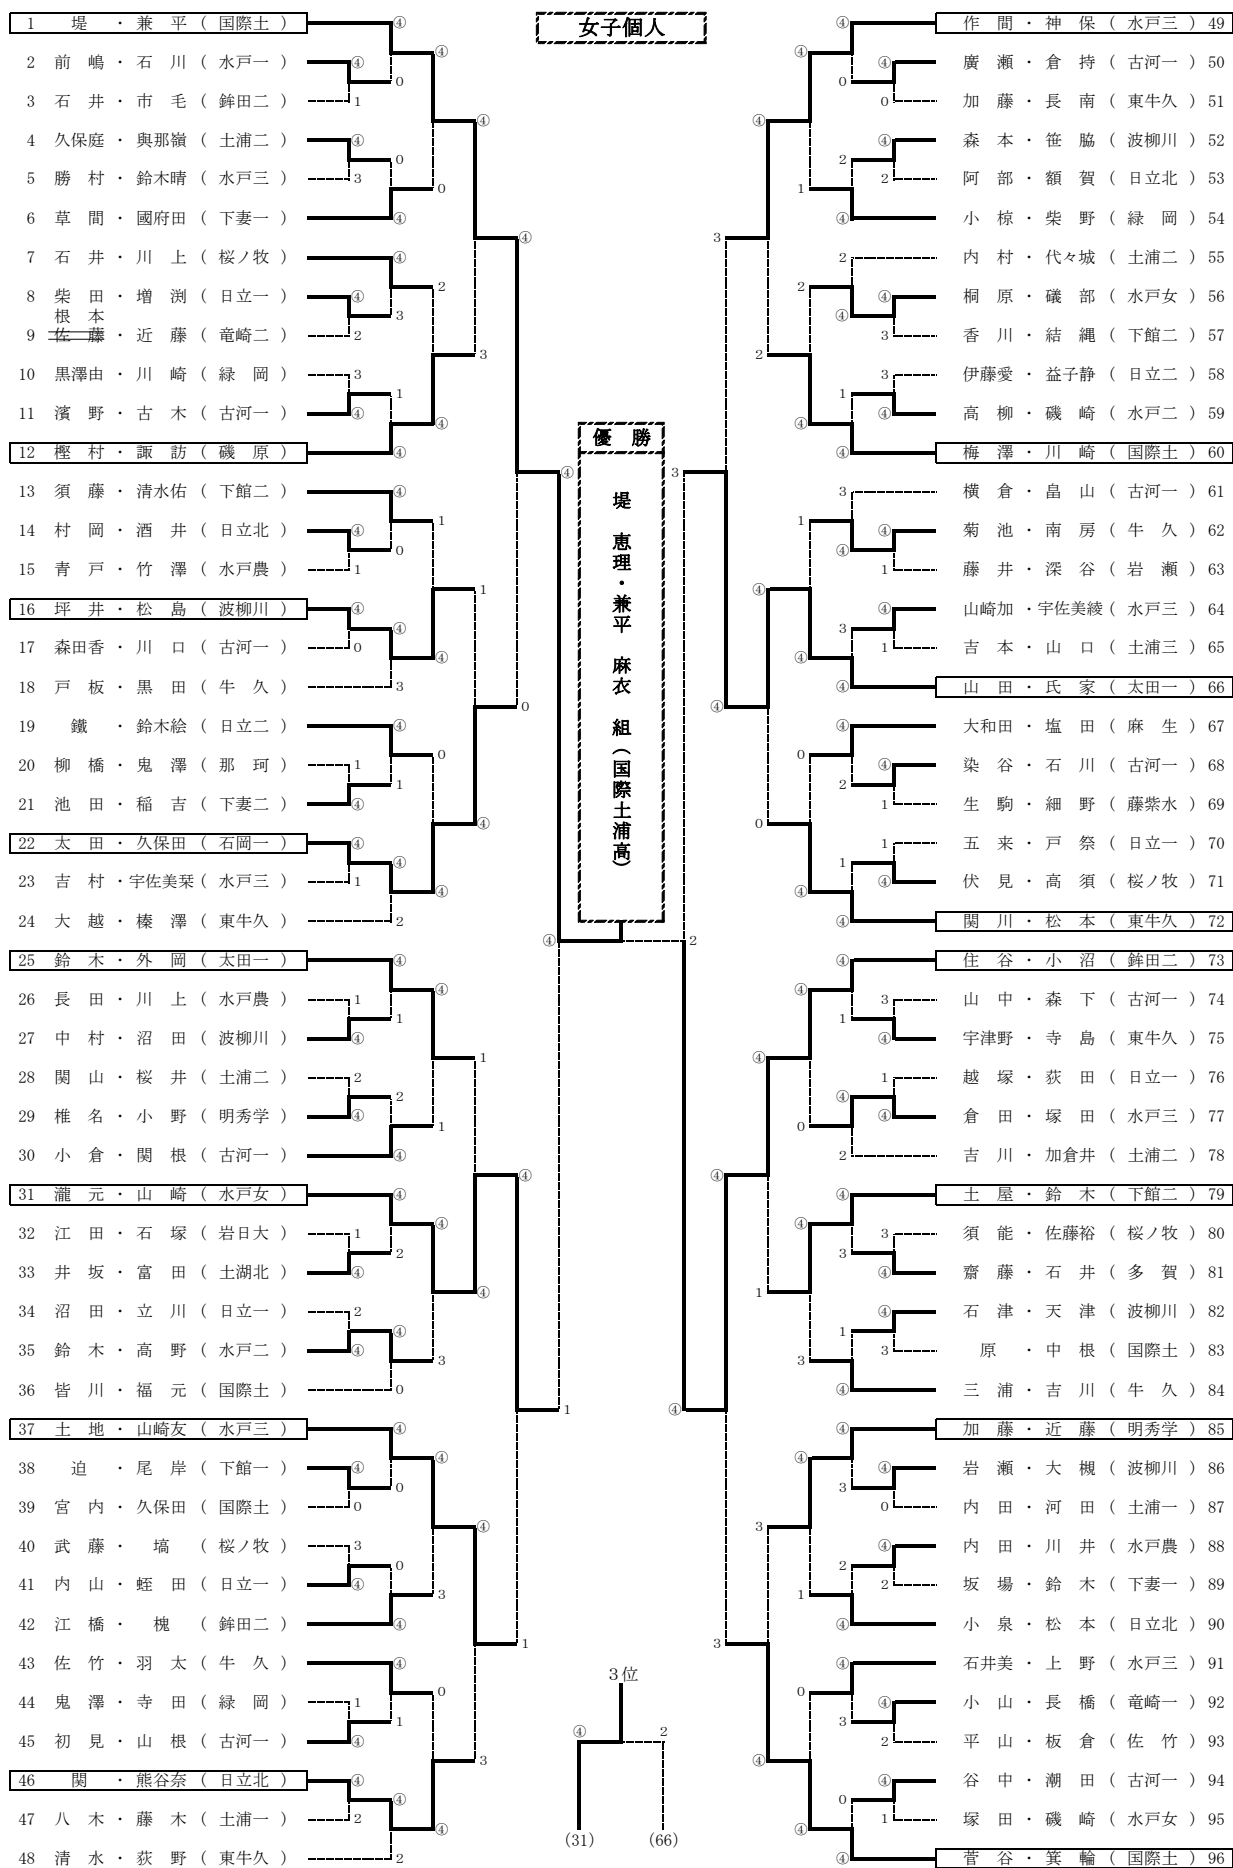 女子個人
1 堤 ・ 兼 平 （ 国際土 ）
2 前 嶋 ・ 石 川 （ 水戸一 ）
3 石 井 ・ 市 毛 （ 鉾田二 ）
4 久保庭 ・ 與那嶺 （ 土浦二 ）
5 勝 村 ・ 鈴木晴 （ 水戸三 ）
6 草 間 ・ 國府田 （ 下妻一 ）
7 石 井 ・ 川 上 （ 桜ノ牧 ）
8 柴 田 ・ 増 渕 （ 日立一 ）
根 本
9 佐 藤 ・ 近 藤 （ 竜崎二 ）
10 黒澤由 ・ 川 崎 （ 緑 岡 ）
11 濱 野 ・ 古 木 （ 古河一 ）
12 樫 村 ・ 諏 訪 （ 磯 原 ）
13 須 藤 ・ 清水佑 （ 下館二 ）
14 村 岡 ・ 酒 井 （ 日立北 ）
15 青 戸 ・ 竹 澤 （ 水戸農 ）
16 坪 井 ・ 松 島 （ 波柳川 ）
17 森田香 ・ 川 口 （ 古河一 ）
18 戸 板 ・ 黒 田 （ 牛 久 ）
19 鐵 ・ 鈴木絵 （ 日立二 ）
20 柳 橋 ・ 鬼 澤 （ 那 珂 ）
21 池 田 ・ 稲 吉 （ 下妻二 ）
22 太 田 ・ 久保田 （ 石岡一 ）
23 吉 村 ・ 宇佐美栞 （ 水戸三 ）
24 大 越 ・ 榛 澤 （ 東牛久 ）
25 鈴 木 ・ 外 岡 （ 太田一 ）
26 長 田 ・ 川 上 （ 水戸農 ）
27 中 村 ・ 沼 田 （ 波柳川 ）
28 関 山 ・ 桜 井 （ 土浦二 ）
29 椎 名 ・ 小 野 （ 明秀学 ）
30 小 倉 ・ 関 根 （ 古河一 ）
31 瀧 元 ・ 山 崎 （ 水戸女 ）
32 江 田 ・ 石 塚 （ 岩日大 ）
33 井 坂 ・ 富 田 （ 土湖北 ）
34 沼 田 ・ 立 川 （ 日立一 ）
35 鈴 木 ・ 高 野 （ 水戸二 ）
36 皆 川 ・ 福 元 （ 国際土 ）
37 土 地 ・ 山崎友 （ 水戸三 ）
38 迫 ・ 尾 岸 （ 下館一 ）
39 宮 内 ・ 久保田 （ 国際土 ）
40 武 藤 ・ 塙 （ 桜ノ牧 ）
41 内 山 ・ 蛭 田 （ 日立一 ）
42 江 橋 ・ 槐 （ 鉾田二 ）
43 佐 竹 ・ 羽 太 （ 牛 久 ）
44 鬼 澤 ・ 寺 田 （ 緑 岡 ）
45 初 見 ・ 山 根 （ 古河一 ）
46 関 ・ 熊谷奈 （ 日立北 ）
47 八 木 ・ 藤 木 （ 土浦一 ）
48 清 水 ・ 荻 野 （ 東牛久 ）
優 勝
堤 恵理・兼平 麻衣 組（国際土浦高）
3位
④ 2
(31) (66)
作 間 ・ 神 保 （ 水戸三 ） 49
廣 瀬 ・ 倉 持 （ 古河一 ） 50
加 藤 ・ 長 南 （ 東牛久 ） 51
森 本 ・ 笹 脇 （ 波柳川 ） 52
阿 部 ・ 額 賀 （ 日立北 ） 53
小 椋 ・ 柴 野 （ 緑 岡 ） 54
内 村 ・ 代々城 （ 土浦二 ） 55
桐 原 ・ 礒 部 （ 水戸女 ） 56
香 川 ・ 結 縄 （ 下館二 ） 57
伊藤愛 ・ 益子静 （ 日立二 ） 58
高 柳 ・ 磯 崎 （ 水戸二 ） 59
梅 澤 ・ 川 崎 （ 国際土 ） 60
横 倉 ・ 畠 山 （ 古河一 ） 61
菊 池 ・ 南 房 （ 牛 久 ） 62
藤 井 ・ 深 谷 （ 岩 瀬 ） 63
山崎加 ・ 宇佐美綾 （ 水戸三 ） 64
吉 本 ・ 山 口 （ 土浦三 ） 65
山 田 ・ 氏 家 （ 太田一 ） 66
大和田 ・ 塩 田 （ 麻 生 ） 67
染 谷 ・ 石 川 （ 古河一 ） 68
生 駒 ・ 細 野 （ 藤紫水 ） 69
五 来 ・ 戸 祭 （ 日立一 ） 70
伏 見 ・ 高 須 （ 桜ノ牧 ） 71
関 川 ・ 松 本 （ 東牛久 ） 72
住 谷 ・ 小 沼 （ 鉾田二 ） 73
山 中 ・ 森 下 （ 古河一 ） 74
宇津野 ・ 寺 島 （ 東牛久 ） 75
越 塚 ・ 荻 田 （ 日立一 ） 76
倉 田 ・ 塚 田 （ 水戸三 ） 77
吉 川 ・ 加倉井 （ 土浦二 ） 78
土 屋 ・ 鈴 木 （ 下館二 ） 79
須 能 ・ 佐藤裕 （ 桜ノ牧 ） 80
齋 藤 ・ 石 井 （ 多 賀 ） 81
石 津 ・ 天 津 （ 波柳川 ） 82
原 ・ 中 根 （ 国際土 ） 83
三 浦 ・ 吉 川 （ 牛 久 ） 84
加 藤 ・ 近 藤 （ 明秀学 ） 85
岩 瀬 ・ 大 槻 （ 波柳川 ） 86
内 田 ・ 河 田 （ 土浦一 ） 87
内 田 ・ 川 井 （ 水戸農 ） 88
坂 場 ・ 鈴 木 （ 下妻一 ） 89
小 泉 ・ 松 本 （ 日立北 ） 90
石井美 ・ 上 野 （ 水戸三 ） 91
小 山 ・ 長 橋 （ 竜崎一 ） 92
平 山 ・ 板 倉 （ 佐 竹 ） 93
谷 中 ・ 潮 田 （ 古河一 ） 94
塚 田 ・ 磯 崎 （ 水戸女 ） 95
菅 谷 ・ 箕 輪 （ 国際土 ） 96